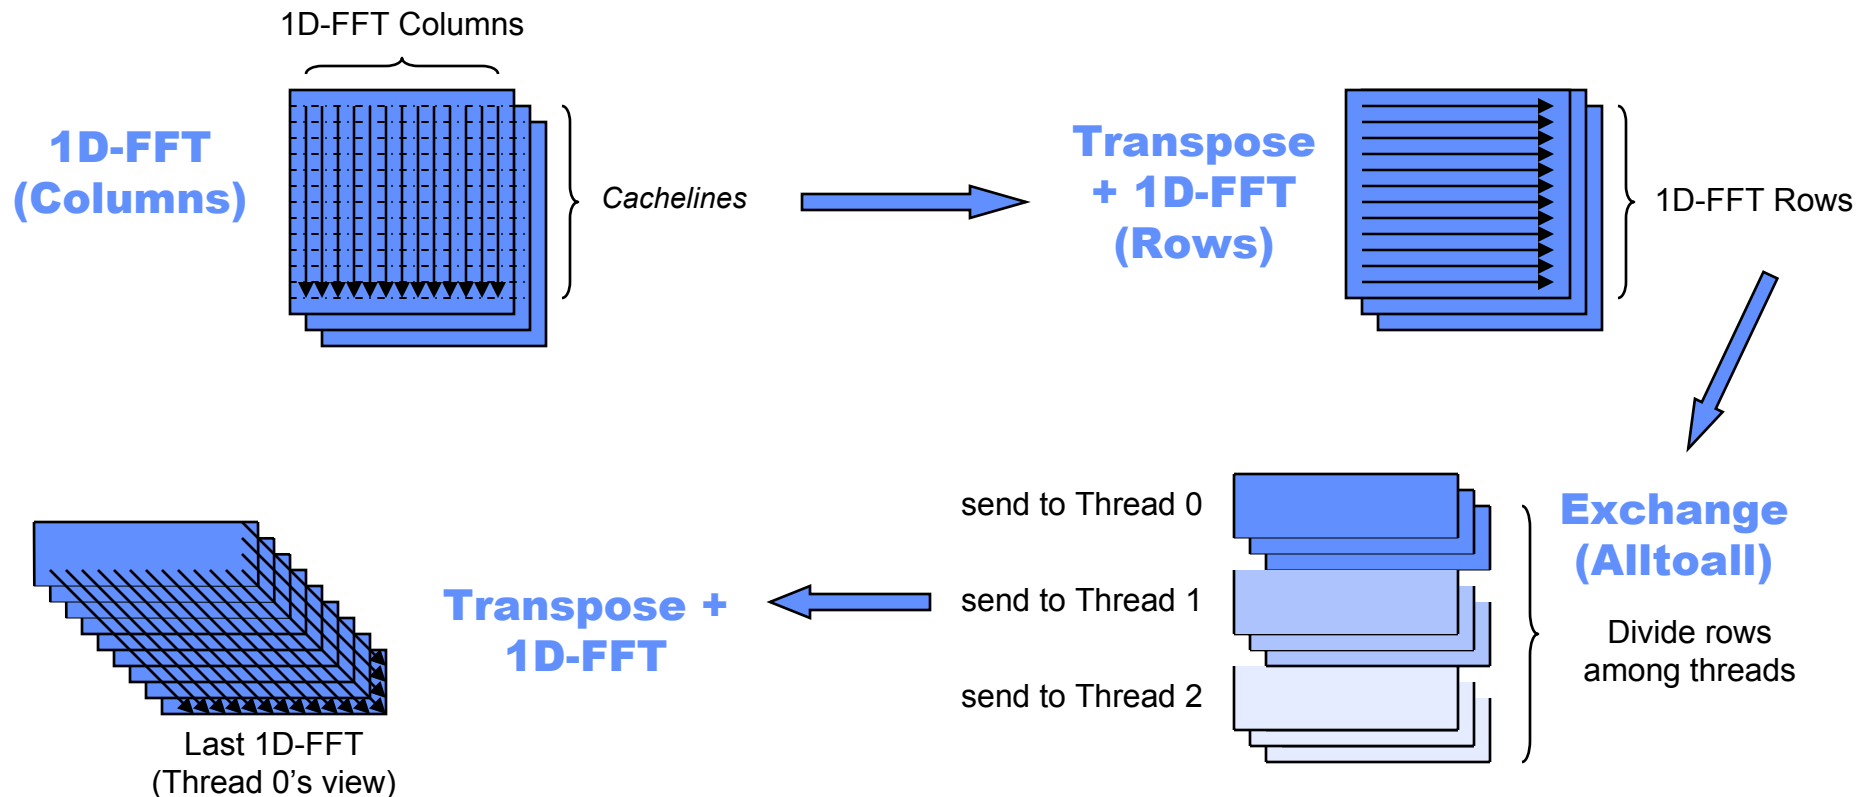 1D-FFT Columns
1D-FFT
(Columns)
Cachelines
Transpose
+ 1D-FFT
(Rows)
1D-FFT Rows
send to Thread 0
send to Thread 1
send to Thread 2
Exchange
(Alltoall)
Divide rows
among threads
Transpose +
1D-FFT
Last 1D-FFT
(Thread 0’s view)